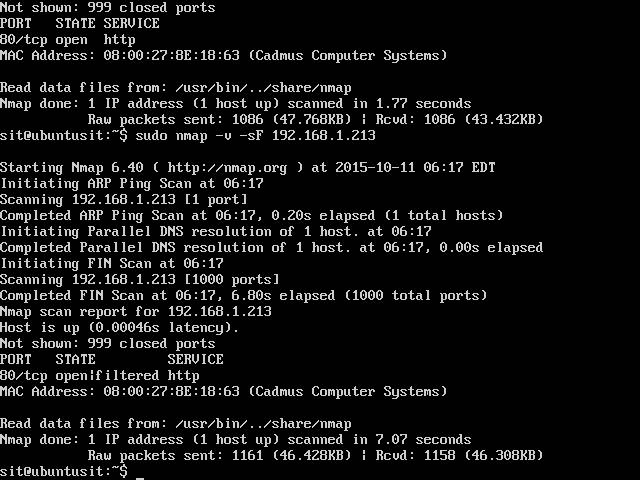 Not shown: 999 closed ports
PORT   STATE SERVICE
80/tcp open  http
MAC Address: 08:00:27:8E:18:63 (Cadmus Computer Systems)

Read data files from: /usr/bin/../share/nmap
Nmap done: 1 IP address (1 host up) scanned in 1.77 seconds
           Raw packets sent: 1086 (47.768KB) | Rcvd: 1086 (43.432KB)
sit@ubuntusit:~$ sudo nmap -v -sF 192.168.1.213

Starting Nmap 6.40 ( http://nmap.org ) at 2015-10-11 06:17 EDT
Initiating ARP Ping Scan at 06:17
Scanning 192.168.1.213 [1 port]
Completed ARP Ping Scan at 06:17, 0.20s elapsed (1 total hosts)
Initiating Parallel DNS resolution of 1 host. at 06:17
Completed Parallel DNS resolution of 1 host. at 06:17, 0.00s elapsed
Initiating FIN Scan at 06:17
Scanning 192.168.1.213 [1000 ports]
Completed FIN Scan at 06:17, 6.80s elapsed (1000 total ports)
Nmap scan report for 192.168.1.213
Host is up (0.00046s latency).
Not shown: 999 closed ports
PORT   STATE         SERVICE
80/tcp open|filtered http
MAC Address: 08:00:27:8E:18:63 (Cadmus Computer Systems)

Read data files from: /usr/bin/../share/nmap
Nmap done: 1 IP address (1 host up) scanned in 7.07 seconds
           Raw packets sent: 1161 (46.428KB) | Rcvd: 1158 (46.308KB)
sit@ubuntusit:~$ _